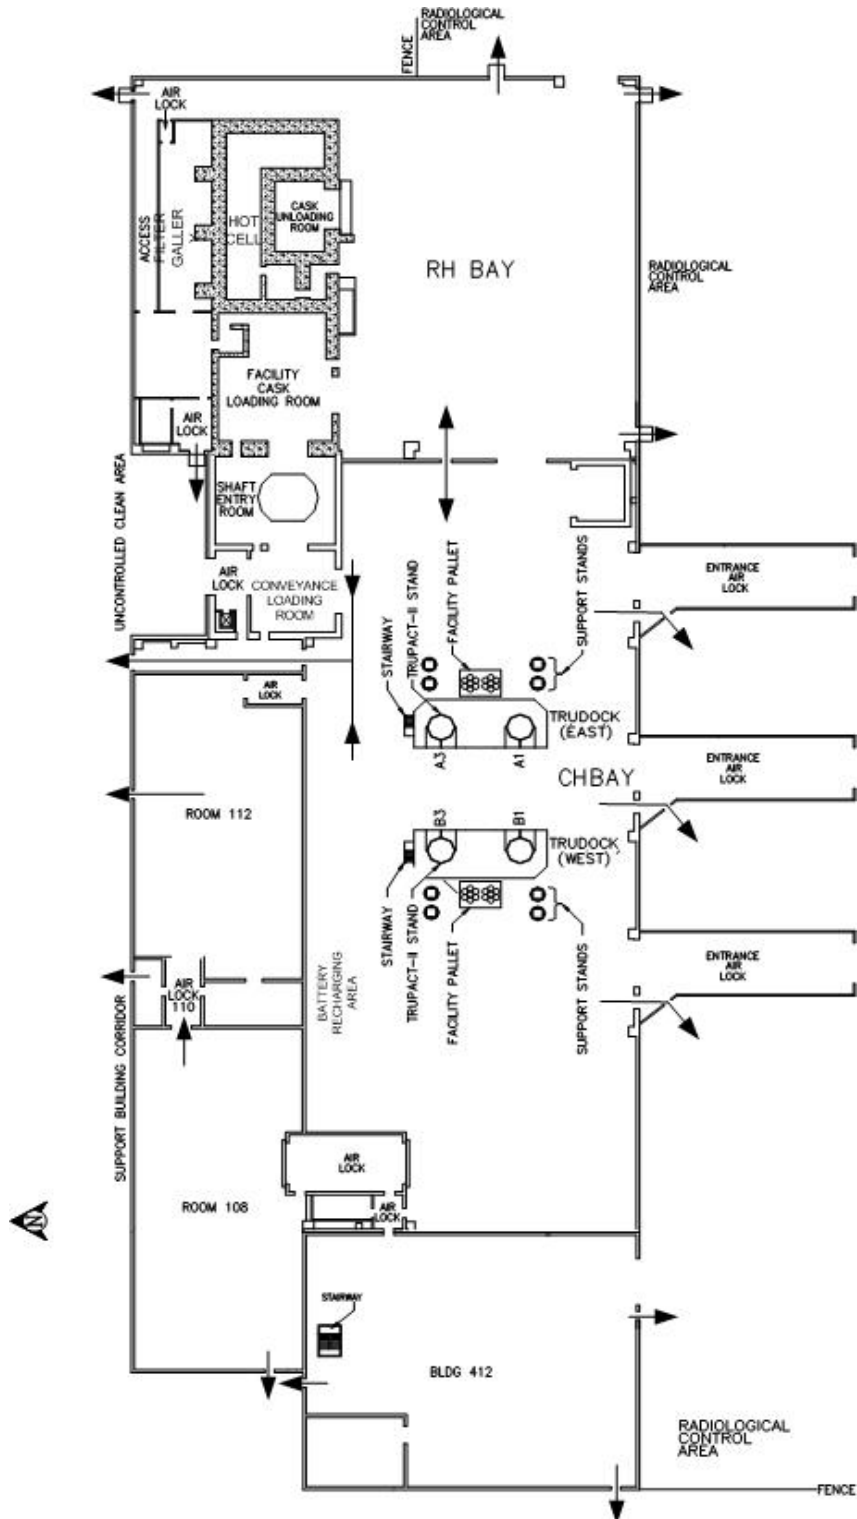 RADIOLOGICAL
CONTROL
AREA
FENCE
AIR
LOCK
ACCESS
FILTER
GALLER
HOT
CELL
CASK
UNLOADING
ROOM
RH BAY
RADIOLOGICAL
CONTROL
AREA
FACILITY
CASK
LOADING ROOM
AIR
LOCK
UNCONTROLLED CLEAN AREA
SHAFT
ENTRY
ROOM
AIR
LOCK
CONVEYANCE
LOADING
ROOM
STAIRWAY
TRUPACT-II STAND
FACILITY PALLET
SUPPORT STANDS
ENTRANCE
AIR
LOCK
AIR
LOCK
TRUDOCK
(EAST)
A3
A1
CHBAY
ENTRANCE
AIR
LOCK
ROOM 112
B3
B1
TRUDOCK
(WEST)
STAIRWAY
TRUPACT-II STAND
FACILITY PALLET
SUPPORT STANDS
BATTERY
RECHARGING
AREA
ENTRANCE
AIR
LOCK
AIR
LOCK
110
SUPPORT BUILDING CORRIDOR
AIR
LOCK
ROOM 108
AIR
LOCK
N
STAIRWAY
BLDG 412
RADIOLOGICAL
CONTROL
AREA
FENCE